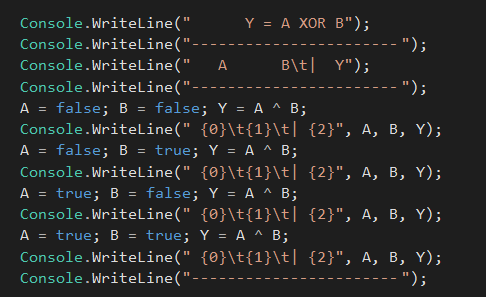 Console.WriteLine("       Y = A XOR B");
Console.WriteLine("----------------------- ");
Console.WriteLine("   A       B\t|  Y");
Console.WriteLine("----------------------- ");
A = false; B = false; Y = A ^ B;
Console.WriteLine(" {0}\t{1}\t| {2}", A, B, Y);
A = false; B = true; Y = A ^ B;
Console.WriteLine(" {0}\t{1}\t| {2}", A, B, Y);
A = true; B = false; Y = A ^ B;
Console.WriteLine(" {0}\t{1}\t| {2}", A, B, Y);
A = true; B = true; Y = A ^ B;
Console.WriteLine(" {0}\t{1}\t| {2}", A, B, Y);
Console.WriteLine("----------------------- ");